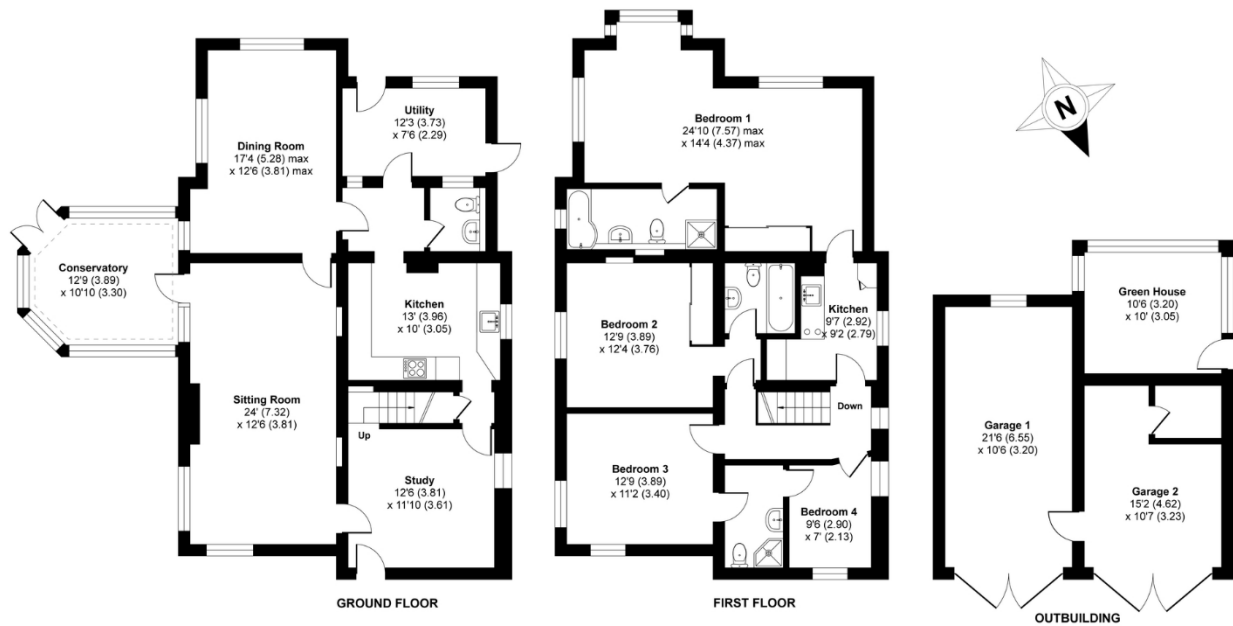 Dining Room
17'4 (5.28) max
x 12'6 (3.81) max
Utility
12'3 (3.73)
x 7'6 (2.29)
Conservatory
12'9 (3.89)
x 10'10 (3.30)
Kitchen
13' (3.96)
x 10' (3.05)
Sitting Room
24' (7.32)
x 12'6 (3.81)
Up
Study
12'6 (3.81)
x 11'10 (3.61)
GROUND FLOOR
Bedroom 1
24'10 (7.57) max
x 14'4 (4.37) max
Bedroom 2
12'9 (3.89)
x 12'4 (3.76)
Kitchen
9'7 (2.92)
x 9'2 (2.79)
Down
Bedroom 3
12'9 (3.89)
x 11'2 (3.40)
Bedroom 4
9'6 (2.90)
x 7' (2.13)
FIRST FLOOR
N
Green House
10'6 (3.20)
x 10' (3.05)
Garage 1
21'6 (6.55)
x 10'6 (3.20)
Garage 2
15'2 (4.62)
x 10'7 (3.23)
OUTBUILDING